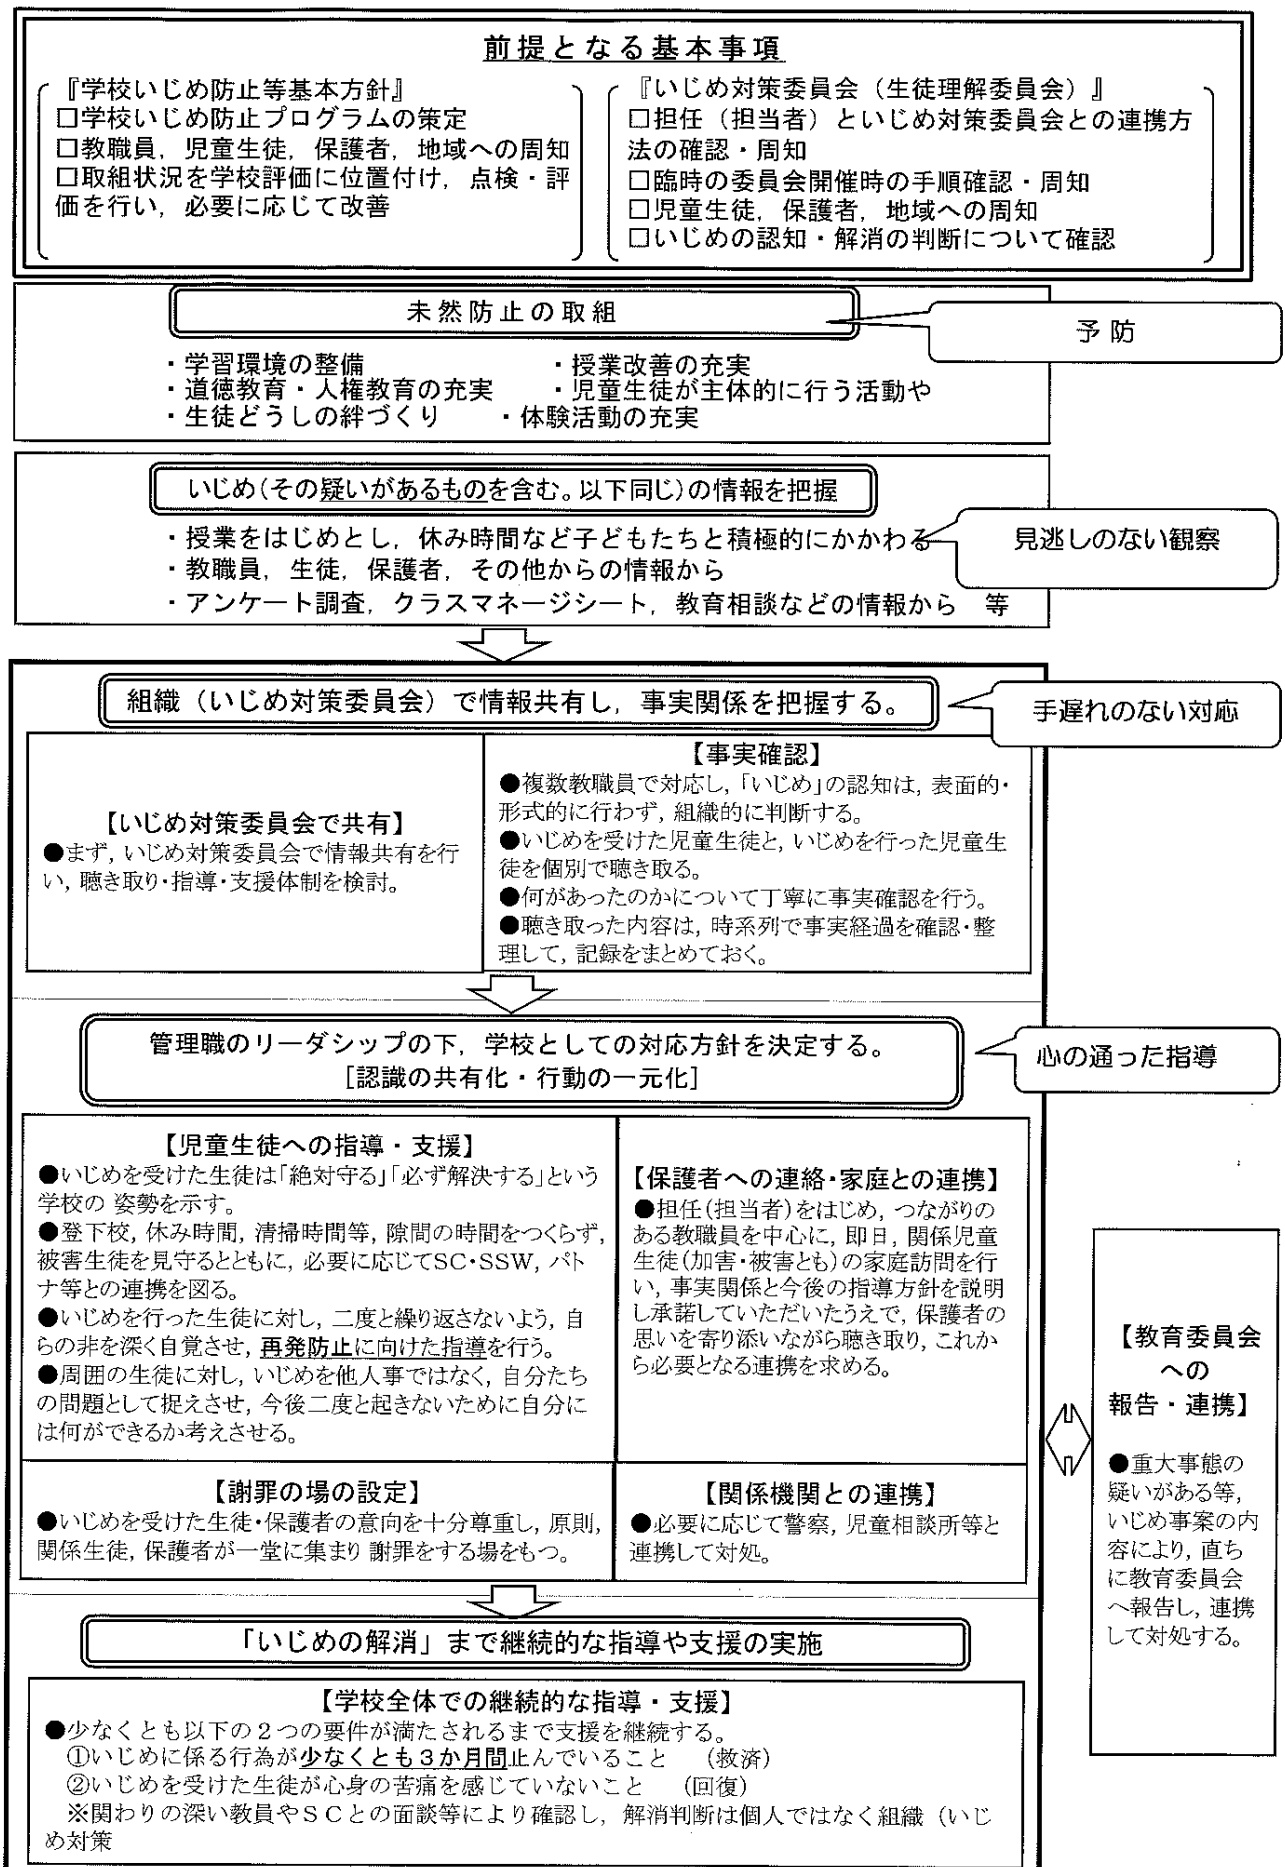 前提となる基本事項
『学校いじめ防止等基本方針』
□学校いじめ防止プログラムの策定
□教職員，児童生徒，保護者，地域への周知
□取組状況を学校評価に位置付け，点検・評
価を行い，必要に応じて改善
『いじめ対策委員会（生徒理解委員会）』
□担任（担当者）といじめ対策委員会との連携方
法の確認・周知
□臨時の委員会開催時の手順確認・周知
□児童生徒，保護者，地域への周知
□いじめの認知・解消の判断について確認
未然防止の取組
予防
・学習環境の整備　・授業改善の充実
・道徳教育・人権教育の充実　・児童生徒が主体的に行う活動や
・生徒どうしの絆づくり　・体験活動の充実
いじめ（その疑いがあるものを含む。以下同じ）の情報を把握
・授業をはじめとし，休み時間など子どもたちと積極的にかかわる
・教職員，生徒，保護者，その他からの情報から
・アンケート調査，クラスマネージシート，教育相談などの情報から　等
見逃しのない観察
組織（いじめ対策委員会）で情報共有し，事実関係を把握する。
手遅れのない対応
【いじめ対策委員会で共有】
●まず，いじめ対策委員会で情報共有を行
い，聴き取り・指導・支援体制を検討。
【事実確認】
●複数教職員で対応し，「いじめ」の認知は，表面的・
形式的に行わず，組織的に判断する。
●いじめを受けた児童生徒と，いじめを行った児童生
徒を個別で聴き取る。
●何があったのかについて丁寧に事実確認を行う。
●聴き取った内容は，時系列で事実経過を確認・整
理して，記録をまとめておく。
管理職のリーダシップの下，学校としての対応方針を決定する。
［認識の共有化・行動の一元化］
心の通った指導
【児童生徒への指導・支援】
●いじめを受けた生徒は「絶対守る」「必ず解決する」という
学校の 姿勢を示す。
●登下校，休み時間，清掃時間等，隙間の時間をつくらず，
被害生徒を見守るとともに，必要に応じてSC・SSW，パト
ナ等との連携を図る。
●いじめを行った生徒に対し，二度と繰り返さないよう，自
らの非を深く自覚させ，再発防止に向けた指導を行う。
●周囲の生徒に対し，いじめを他人事ではなく，自分たち
の問題として捉えさせ，今後二度と起きないために自分に
は何ができるか考えさせる。
【保護者への連絡・家庭との連携】
●担任（担当者）をはじめ，つながりの
ある教職員を中心に，即日，関係児童
生徒（加害・被害とも）の家庭訪問を行
い，事実関係と今後の指導方針を説明
し承諾していただいたうえで，保護者の
思いを寄り添いながら聴き取り，これか
ら必要となる連携を求める。
【謝罪の場の設定】
●いじめを受けた生徒・保護者の意向を十分尊重し，原則，
関係生徒，保護者が一堂に集まり 謝罪をする場をもつ。
【関係機関との連携】
●必要に応じて警察，児童相談所等と
連携して対処。
【教育委員会
への
報告・連携】
●重大事態の
疑いがある等，
いじめ事案の内
容により，直ち
に教育委員会
へ報告し，連携
して対処する。
「いじめの解消」まで継続的な指導や支援の実施
【学校全体での継続的な指導・支援】
●少なくとも以下の２つの要件が満たされるまで支援を継続する。
①いじめに係る行為が少なくとも３か月間止んでいること　（救済）
②いじめを受けた生徒が心身の苦痛を感じていないこと　（回復）
※関わりの深い教員やＳＣとの面談等により確認し，解消判断は個人ではなく組織（いじ
め対策